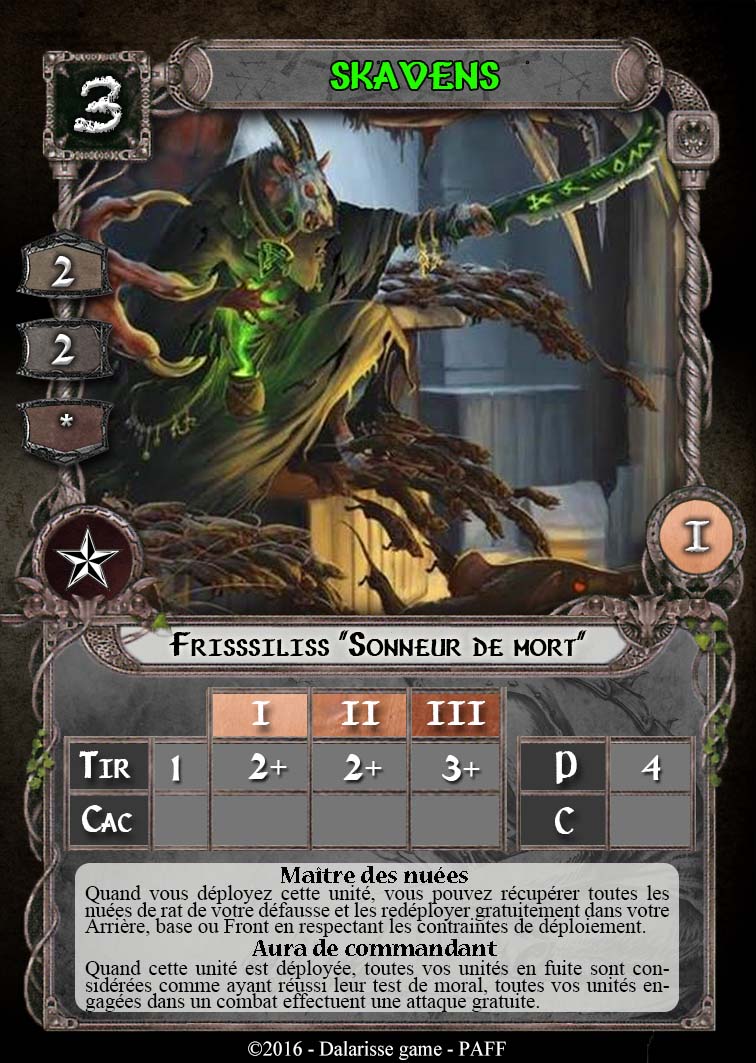 SKAVENS
3
2
2
*
I
Frisssiliss "Sonneur de mort"
I II III
Tir 1 2+ 2+ 3+ P 4
Cac C
Maître des nuées
Quand vous déployez cette unité, vous pouvez récupérer toutes les
nuées de rat de votre défausse et les redéployer gratuitement dans votre
Arrière, base ou Front en respectant les contraintes de déploiement.
Aura de commandant
Quand cette unité est déployée, toutes vos unités en fuite sont con-
sidérées comme ayant réussi leur test de moral, toutes vos unités en-
gagées dans un combat effectuent une attaque gratuite.
©2016 - Dalarisse game - PAFF